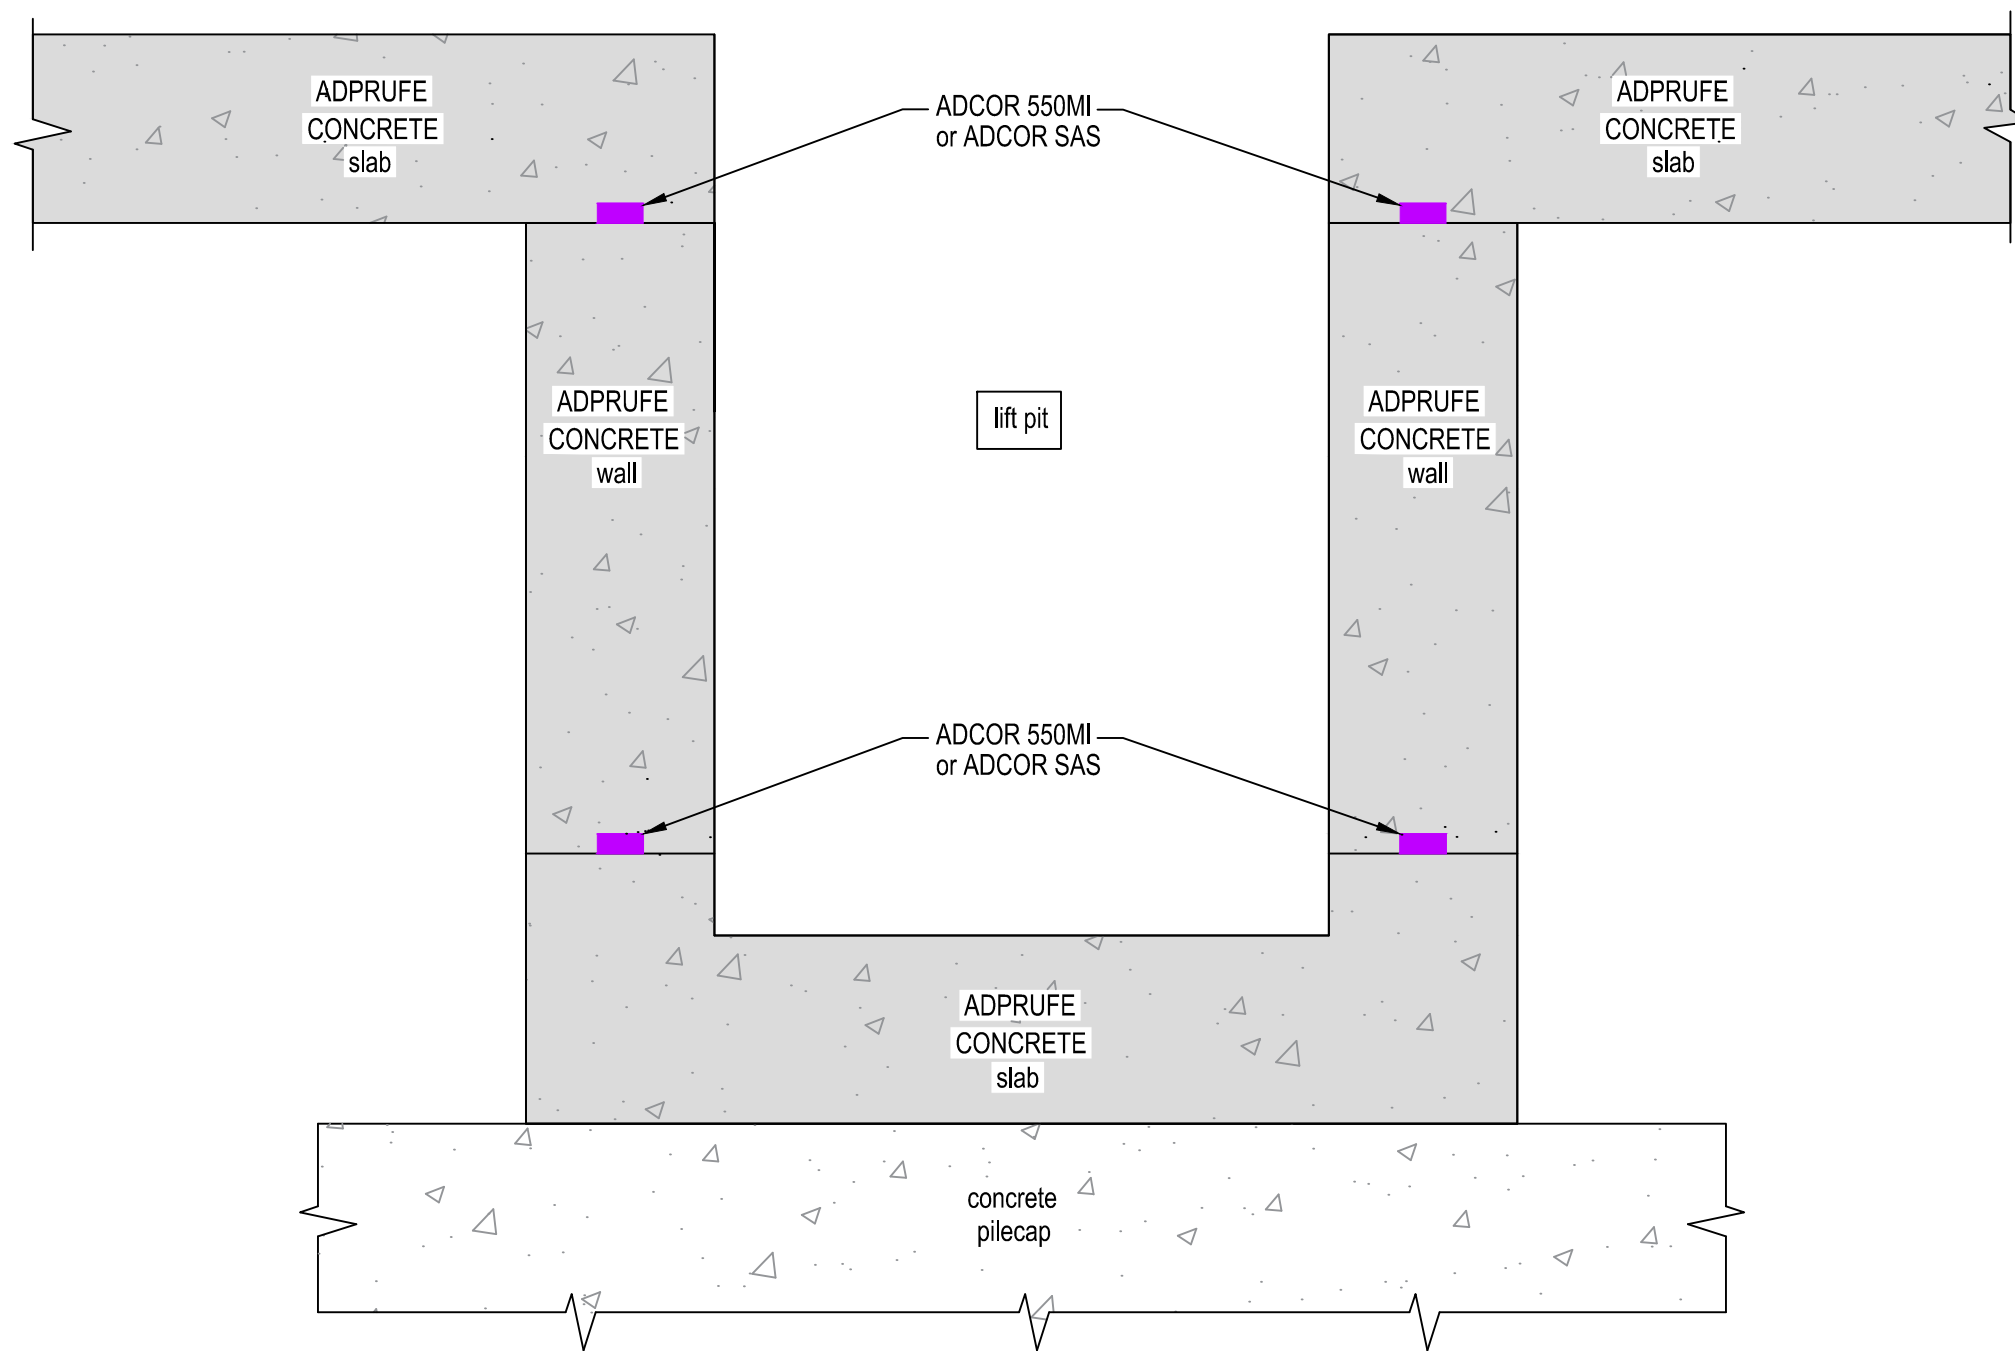 ADPRUFE
CONCRETE
slab
ADCOR 550MI
or ADCOR SAS
ADPRUFE
CONCRETE
slab
ADPRUFE
CONCRETE
wall
lift pit
ADPRUFE
CONCRETE
wall
ADCOR 550MI
or ADCOR SAS
ADPRUFE
CONCRETE
slab
concrete
pilecap